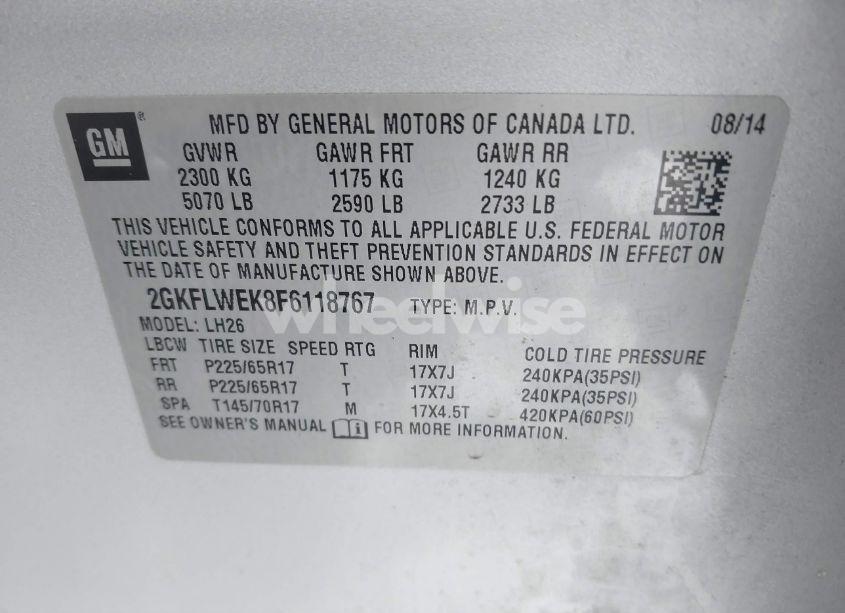 GM ® MFD BY GENERAL MOTORS OF CANADA LTD. 08/14
GVWR GAWR FRT GAWR RR
2300 KG 1175 KG 1240 KG
5070 LB 2590 LB 2733 LB
THIS VEHICLE CONFORMS TO ALL APPLICABLE U.S. FEDERAL MOTOR
VEHICLE SAFETY AND THEFT PREVENTION STANDARDS IN EFFECT ON
THE DATE OF MANUFACTURE SHOWN ABOVE.
2GKFLWEK8F6118767 TYPE: M.P.V.
wheelwise
MODEL: LH26
LBCW TIRE SIZE SPEED RTG RIM COLD TIRE PRESSURE
FRT P225/65R17 T 17X7J 240KPA(35PSI)
RR P225/65R17 T 17X7J 240KPA(35PSI)
SPA T145/70R17 M 17X4.5T 420KPA(60PSI)
SEE OWNER'S MANUAL i FOR MORE INFORMATION.